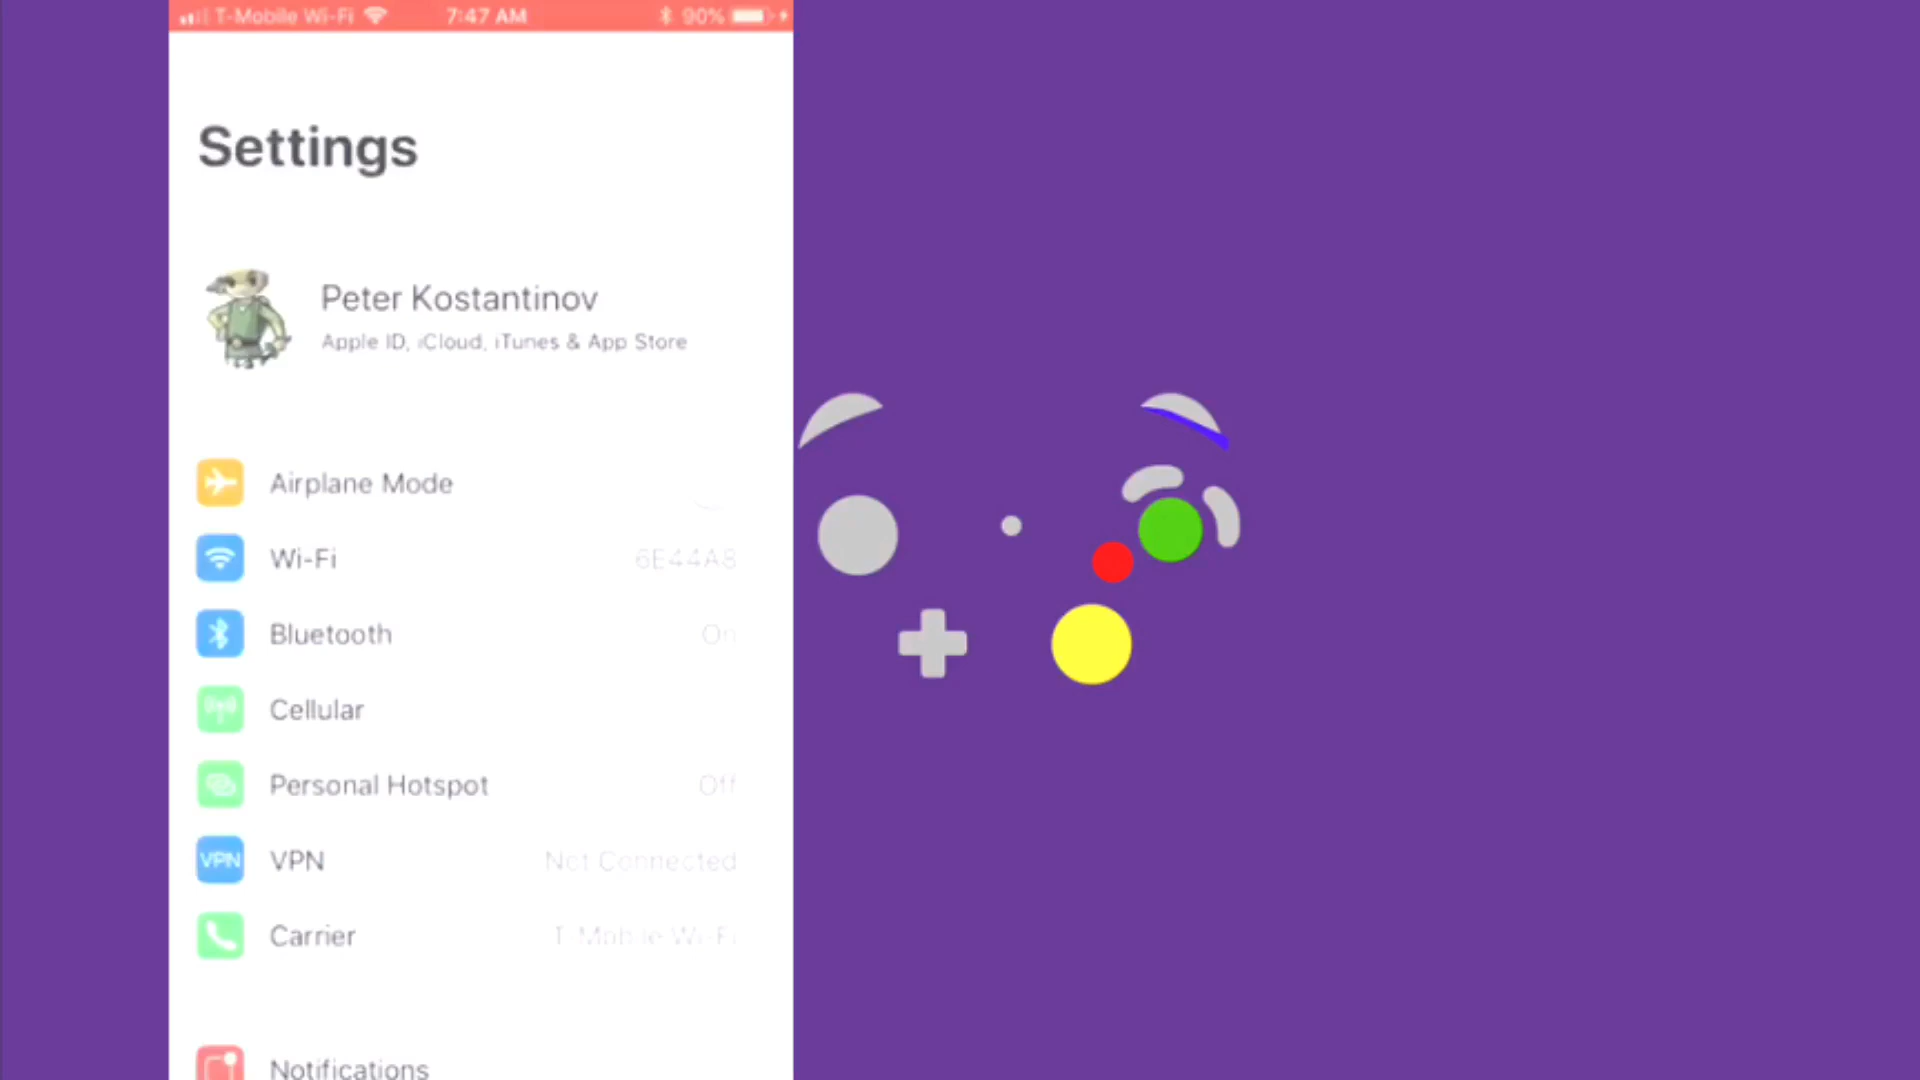 T-Mobile Wi-Fi 7:47 AM 90%
Settings
Peter Kostantinov
Apple ID, iCloud, iTunes & App Store
Airplane Mode
Wi-Fi 6E44A8
Bluetooth On
Cellular
Personal Hotspot Off
VPN VPN Not Connected
Carrier T-Mobile Wi-Fi
Notifications